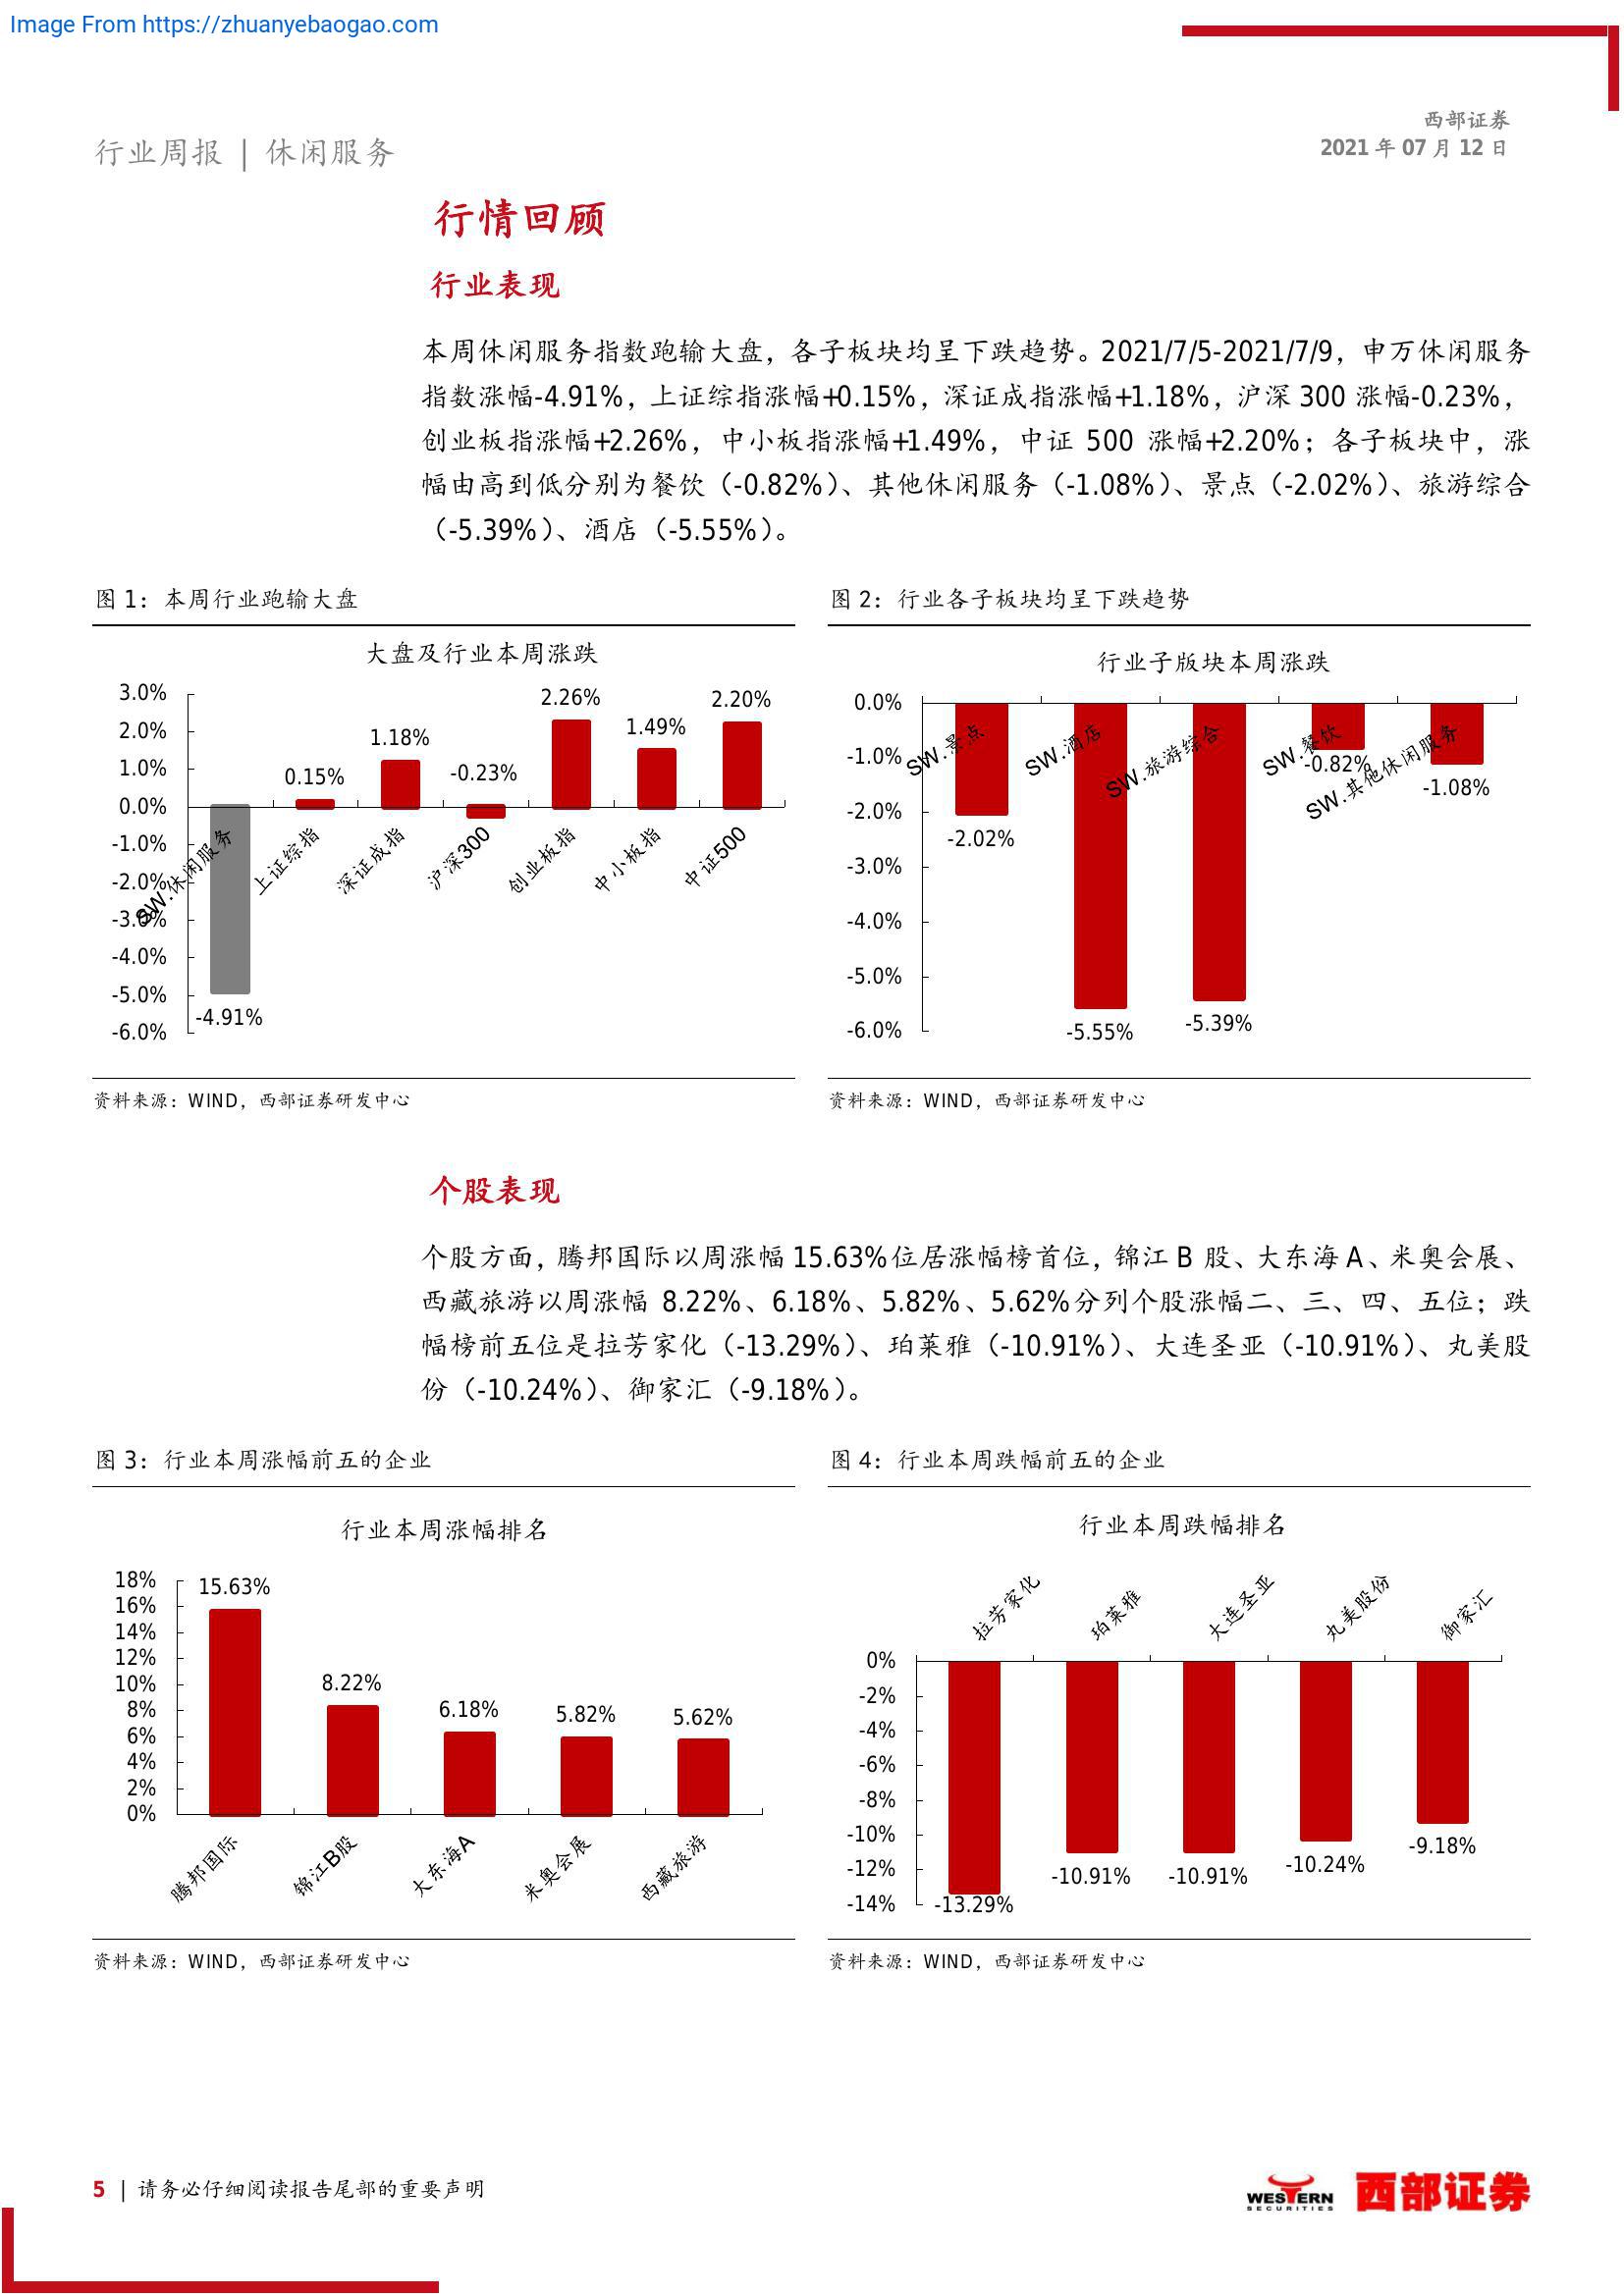 Image From https://zhuanyebaogao.com
西部证券
2021 年 07 月 12 日
行业周报 | 休闲服务
行情回顾
行业表现
本周休闲服务指数跑输大盘，各子板块均呈下跌趋势。2021/7/5-2021/7/9，申万休闲服务
指数涨幅-4.91%，上证综指涨幅+0.15%，深证成指涨幅+1.18%，沪深 300 涨幅-0.23%，
创业板指涨幅+2.26%，中小板指涨幅+1.49%，中证 500 涨幅+2.20%；各子板块中，涨
幅由高到低分别为餐饮（-0.82%）、其他休闲服务（-1.08%）、景点（-2.02%）、旅游综合
（-5.39%）、酒店（-5.55%）。
图 1：本周行业跑输大盘
大盘及行业本周涨跌
3.0%
2.0%
1.0%
0.0%
-1.0%
-2.0%
-3.0%
-4.0%
-5.0%
-6.0%
-4.91%
0.15%
1.18%
-0.23%
2.26%
1.49%
2.20%
SW.休闲服务
上证综指
深证成指
沪深300
创业板指
中小板指
中证500
资料来源：WIND，西部证券研发中心
图 2：行业各子板块均呈下跌趋势
行业子版块本周涨跌
0.0%
-1.0%
-2.0%
-3.0%
-4.0%
-5.0%
-6.0%
SW.景点
SW.酒店
SW.旅游综合
SW.餐饮
SW.其他休闲服务
-2.02%
-5.55%
-5.39%
-0.82%
-1.08%
资料来源：WIND，西部证券研发中心
个股表现
个股方面，腾邦国际以周涨幅 15.63%位居涨幅榜首位，锦江 B 股、大东海 A、米奥会展、
西藏旅游以周涨幅 8.22%、6.18%、5.82%、5.62%分列个股涨幅二、三、四、五位；跌
幅榜前五位是拉芳家化（-13.29%）、珀莱雅（-10.91%）、大连圣亚（-10.91%）、丸美股
份（-10.24%）、御家汇（-9.18%）。
图 3：行业本周涨幅前五的企业
行业本周涨幅排名
18%
16%
14%
12%
10%
8%
6%
4%
2%
0%
15.63%
8.22%
6.18%
5.82%
5.62%
腾邦国际
锦江B股
大东海A
米奥会展
西藏旅游
资料来源：WIND，西部证券研发中心
图 4：行业本周跌幅前五的企业
行业本周跌幅排名
拉芳家化
珀莱雅
大连圣亚
丸美股份
御家汇
0%
-2%
-4%
-6%
-8%
-10%
-12%
-14%
-13.29%
-10.91%
-10.91%
-10.24%
-9.18%
资料来源：WIND，西部证券研发中心
5 | 请务必仔细阅读报告尾部的重要声明
WESTERN
SECURITIES
西部证券